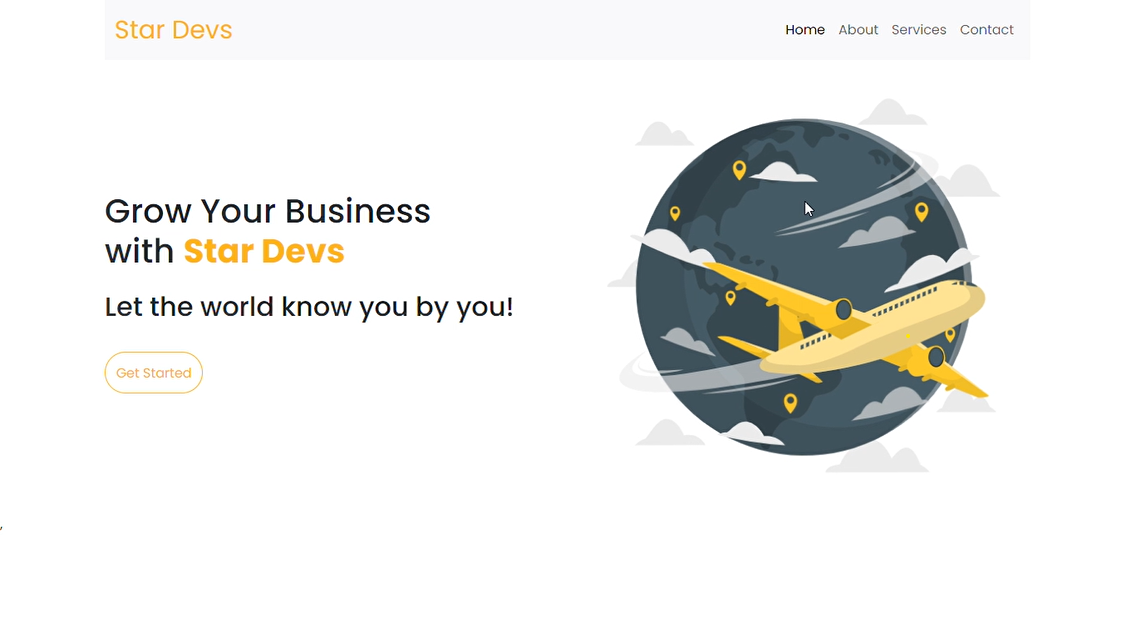 Star Devs
Home About Services Contact
Grow Your Business
with Star Devs
Let the world know you by you!
Get Started
,